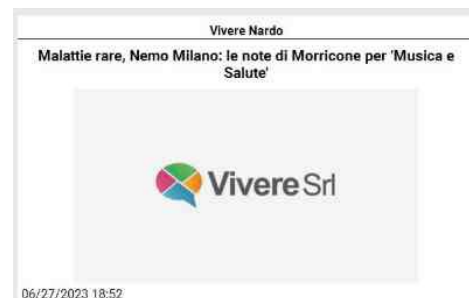 Vivere Nardo
Malattie rare, Nemo Milano: le note di Morricone per 'Musica e
Salute'
Vivere Srl
06/27/2023 18:52